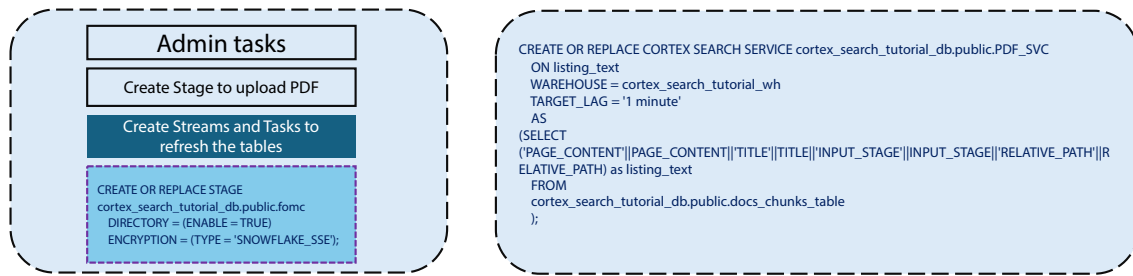 Admin tasks
Create Stage to upload PDF
Create Streams and Tasks to
refresh the tables
CREATE OR REPLACE STAGE
cortex_search_tutorial_db.public.fomc
DIRECTORY = (ENABLE = TRUE)
ENCRYPTION = (TYPE = 'SNOWFLAKE_SSE');
CREATE OR REPLACE CORTEX SEARCH SERVICE cortex_search_tutorial_db.public.PDF_SVC
ON listing_text
WAREHOUSE = cortex_search_tutorial_wh
TARGET_LAG = '1 minute'
AS
(SELECT
('PAGE_CONTENT'||PAGE_CONTENT||'TITLE'||TITLE||'INPUT_STAGE'||INPUT_STAGE||'RELATIVE_PATH'||R
ELATIVE_PATH) as listing_text
FROM
cortex_search_tutorial_db.public.docs_chunks_table
);